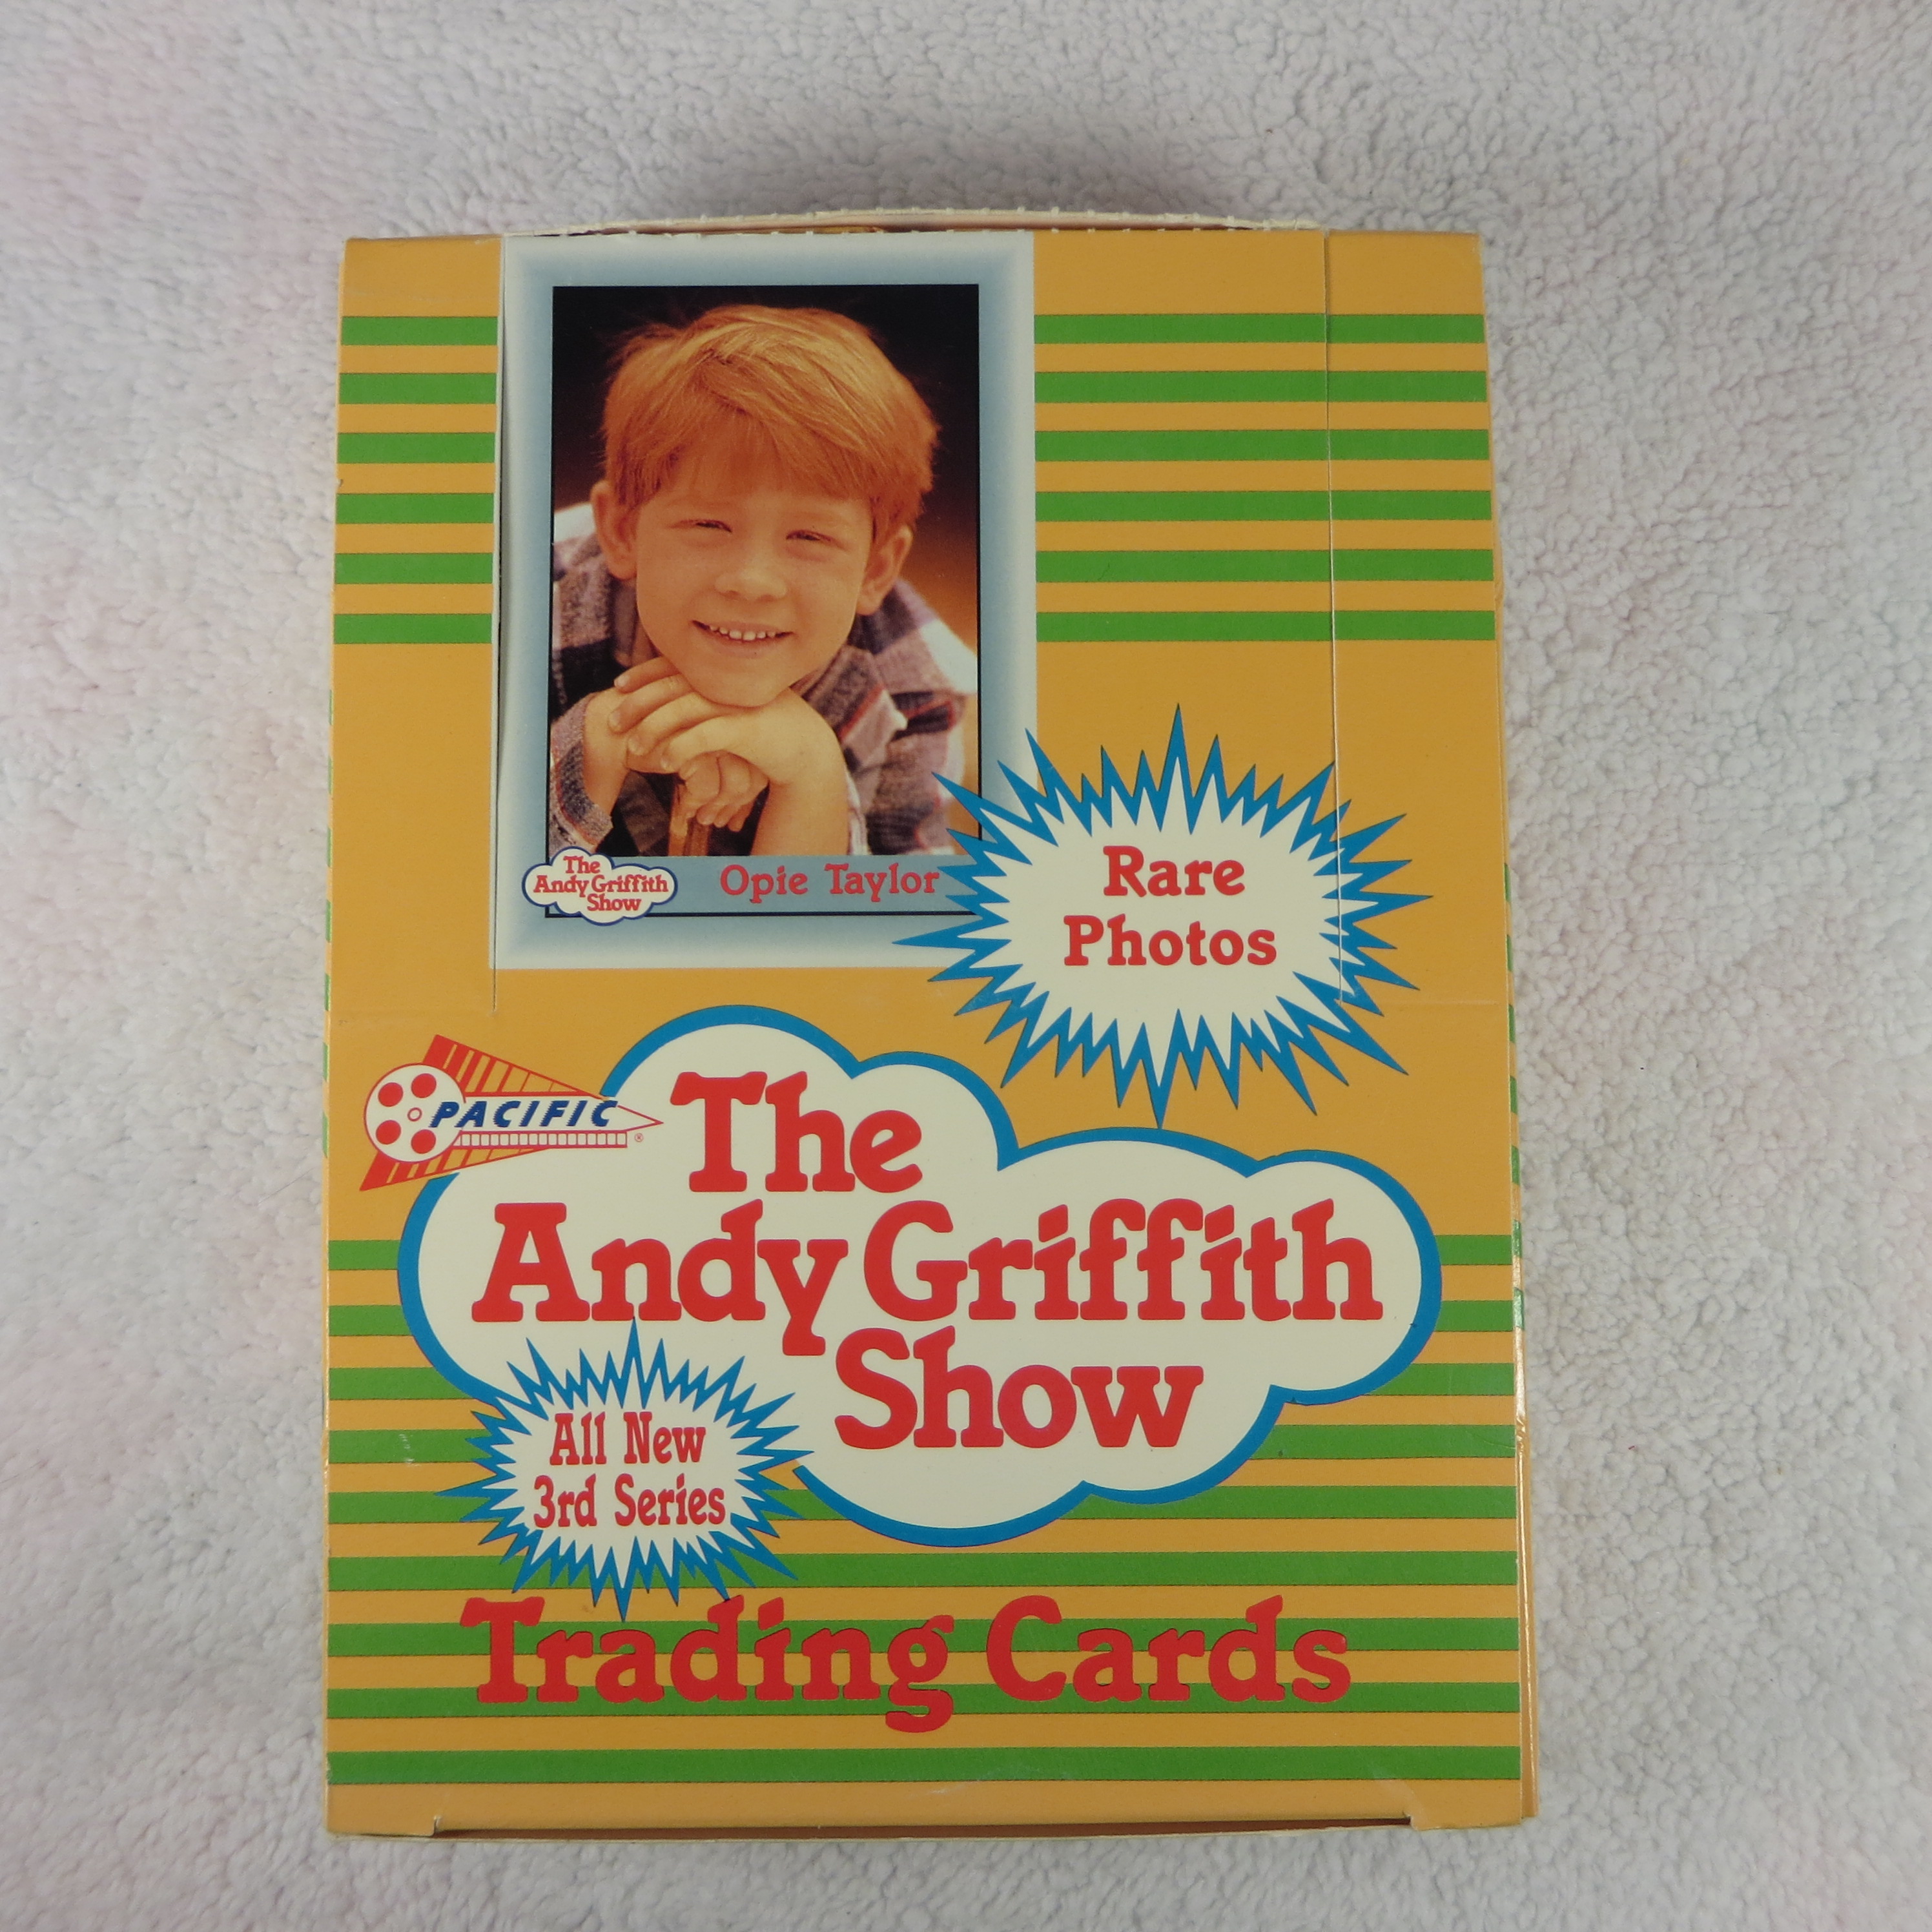 The
Andy Griffith
Show
Opie Taylor
Rare
Photos
PACIFIC
®
The
Andy Griffith
Show
All New
3rd Series
Trading Cards